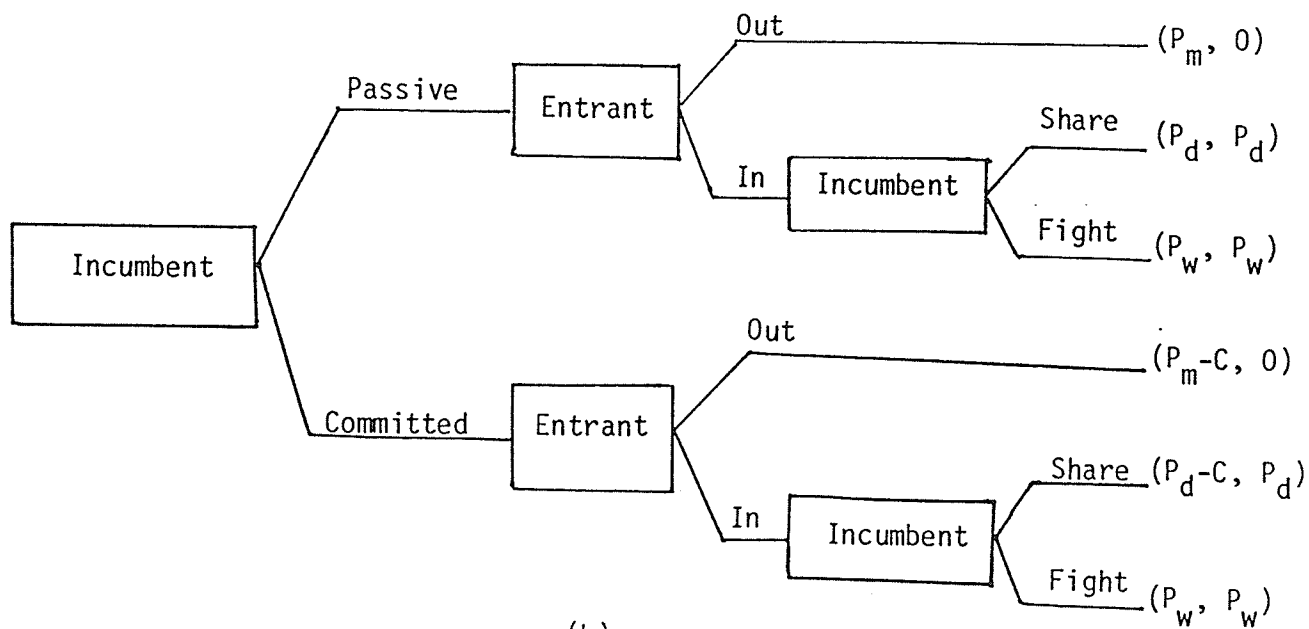 Out (P_m, 0)
Passive Entrant
Share (P_d, P_d)
In Incumbent
Fight (P_w, P_w)
Incumbent
Out (P_m-C, 0)
Committed Entrant
Share (P_d-C, P_d)
In Incumbent
Fight (P_w, P_w)